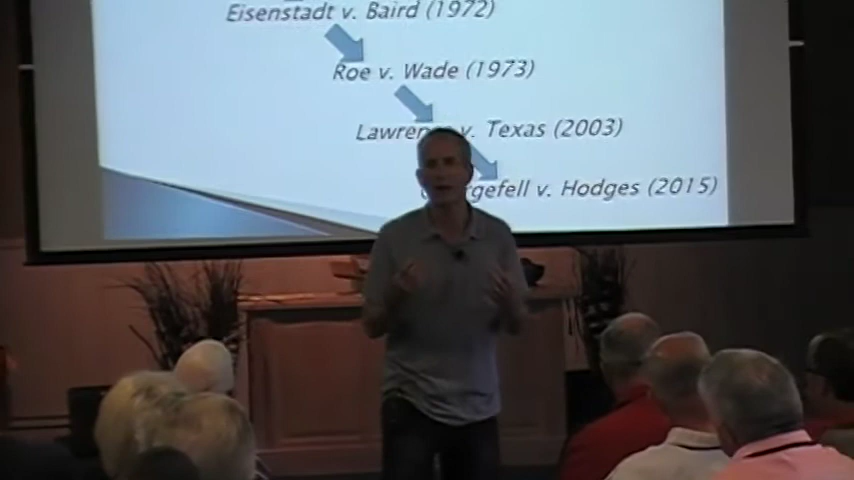 Eisenstadt v. Baird (1972)
Roe v. Wade (1973)
v. Texas (2003)
v. Hodges (2015)